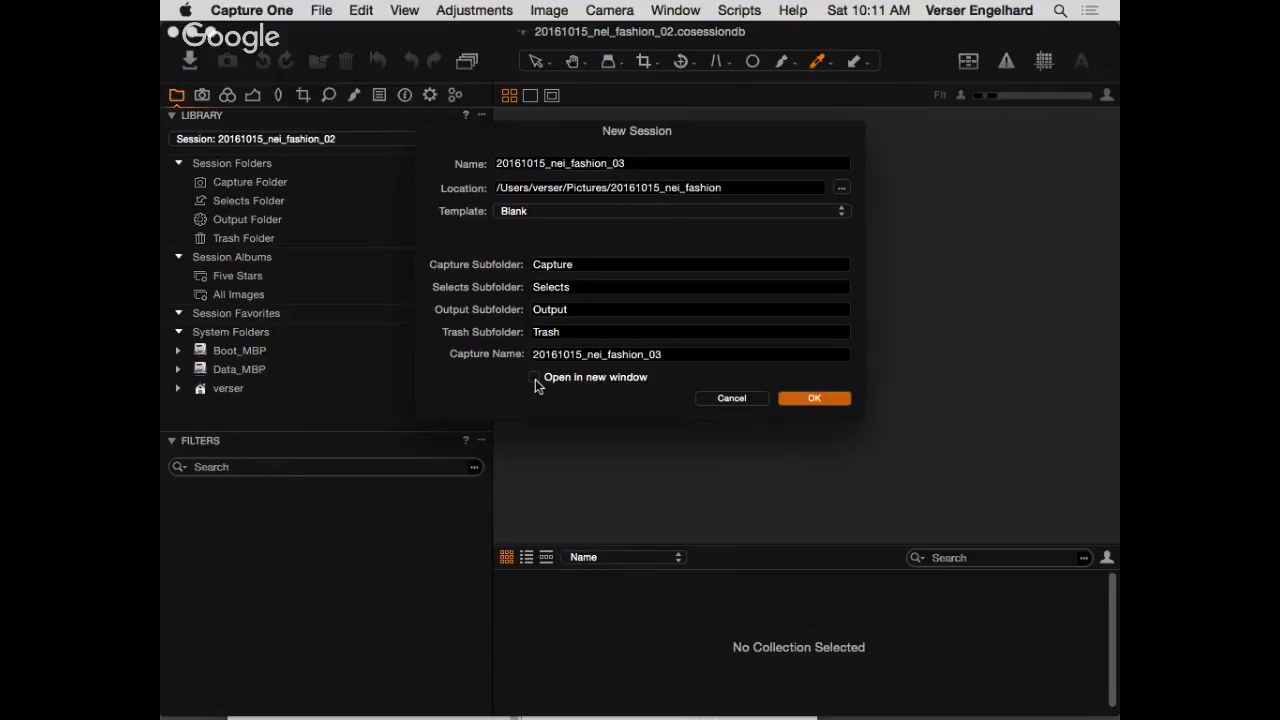 Capture One File Edit View Adjustments Image Camera Window Scripts Help Sat 10:11 AM Verser Engelhard
Google
20161015_nei_fashion_02.cosessiondb
Fit
LIBRARY ? ...
Session: 20161015_nei_fashion_02
Session Folders
Capture Folder
Selects Folder
Output Folder
Trash Folder
Session Albums
Five Stars
All Images
Session Favorites
System Folders
Boot_MBP
Data_MBP
verser
FILTERS ? ...
Search ...
New Session
Name: 20161015_nei_fashion_03
Location: /Users/verser/Pictures/20161015_nei_fashion ...
Template: Blank
Capture Subfolder: Capture
Selects Subfolder: Selects
Output Subfolder: Output
Trash Subfolder: Trash
Capture Name: 20161015_nei_fashion_03
Open in new window
Cancel OK
Name Search ...
No Collection Selected